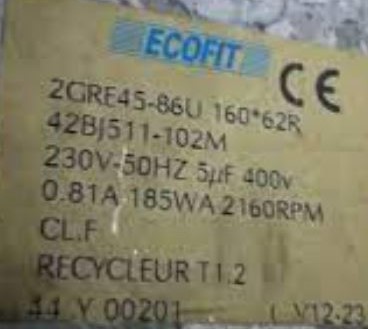 ECOFIT CE
2GRE45-86U 160*62R
42BJ511-102M
230V-50HZ 5µF 400v
0.81A 185WA 2160RPM
CL.F
RECYCLEUR T1.2
44 Y 00201 V12-23